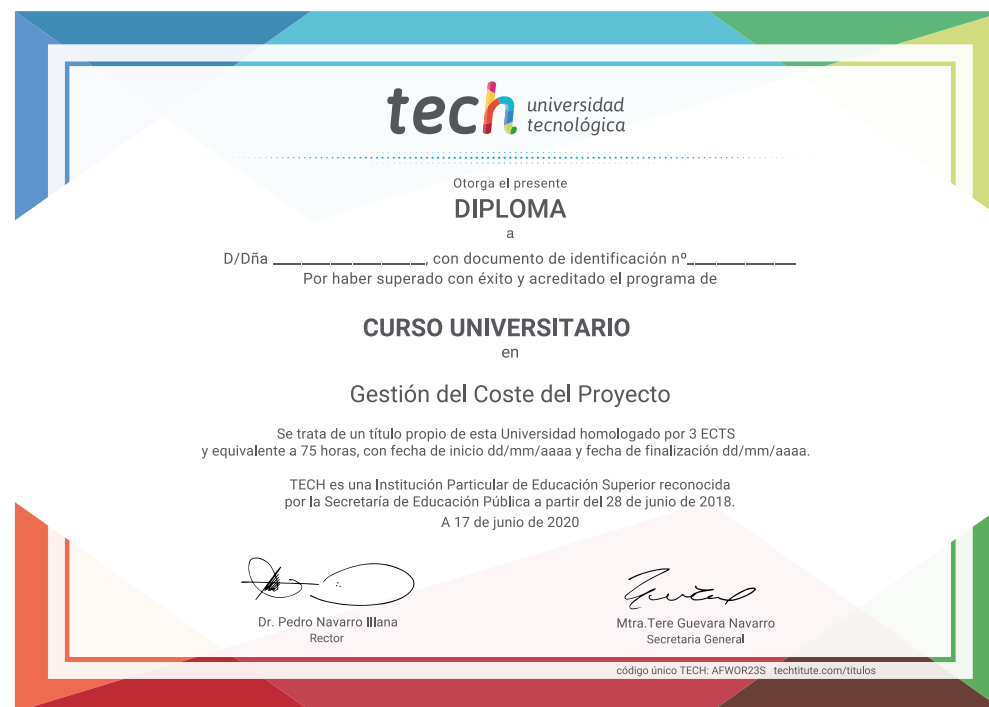 tech universidad
tecnológica
Otorga el presente
DIPLOMA
a
D/Dña ____________________, con documento de identificación nº______________
Por haber superado con éxito y acreditado el programa de
CURSO UNIVERSITARIO
en
Gestión del Coste del Proyecto
Se trata de un título propio de esta Universidad homologado por 3 ECTS
y equivalente a 75 horas, con fecha de inicio dd/mm/aaaa y fecha de finalización dd/mm/aaaa.
TECH es una Institución Particular de Educación Superior reconocida
por la Secretaría de Educación Pública a partir del 28 de junio de 2018.
A 17 de junio de 2020
Dr. Pedro Navarro Illana
Rector
Mtra.Tere Guevara Navarro
Secretaria General
código único TECH: AFWOR23S techtitute.com/titulos